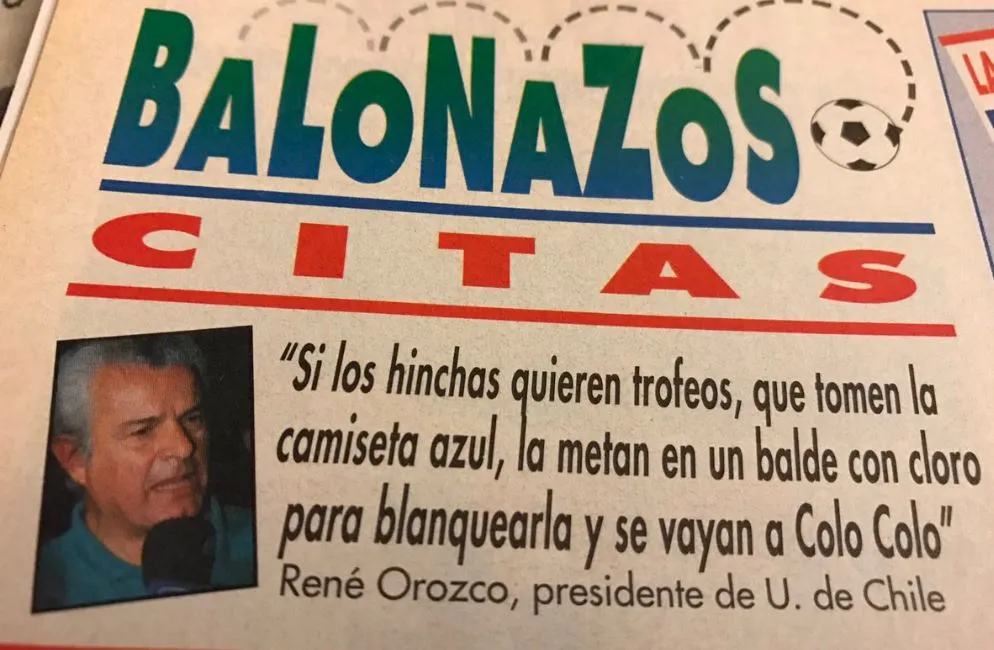 BALONAZOS
CITAS
"Si los hinchas quieren trofeos, que tomen la
camiseta azul, la metan en un balde con cloro
para blanquearla y se vayan a Colo Colo"
René Orozco, presidente de U. de Chile
LA